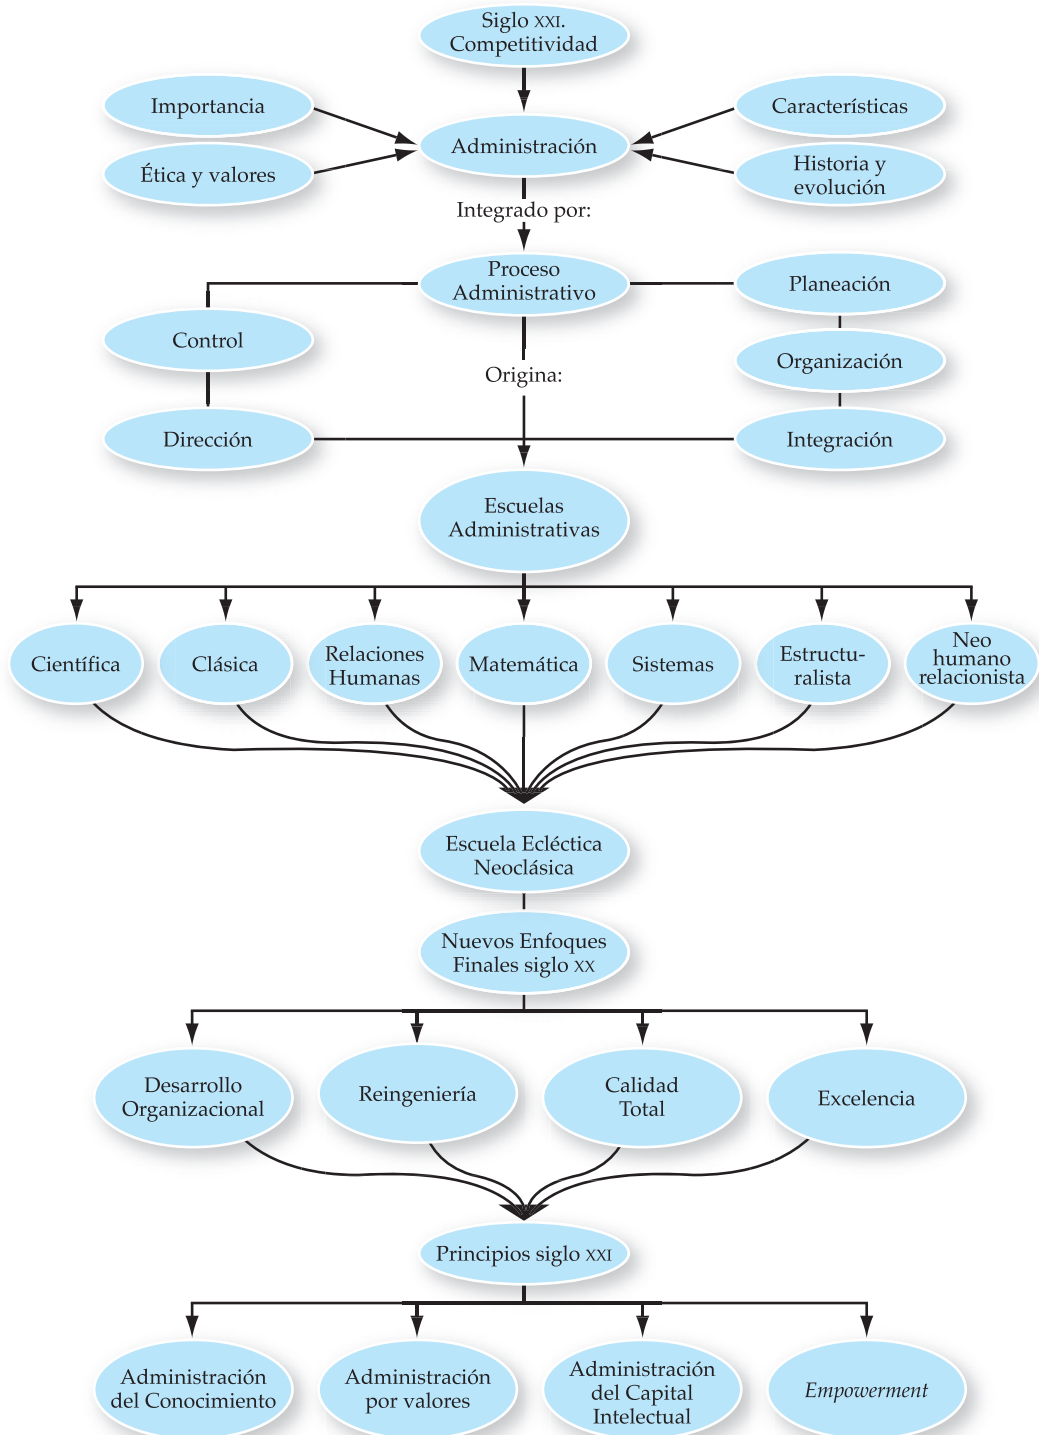 Siglo XXI.
Competitividad
Importancia
Características
Administración
Ética y valores
Historia y
evolución
Integrado por:
Proceso
Administrativo
Planeación
Control
Organización
Origina:
Dirección
Integración
Escuelas
Administrativas
Científica
Clásica
Relaciones
Humanas
Matemática
Sistemas
Estructu-
ralista
Neo
humano
relacionista
Escuela Ecléctica
Neoclásica
Nuevos Enfoques
Finales siglo XX
Desarrollo
Organizacional
Reingeniería
Calidad
Total
Excelencia
Principios siglo XXI
Administración
del Conocimiento
Administración
por valores
Administración
del Capital
Intelectual
Empowerment